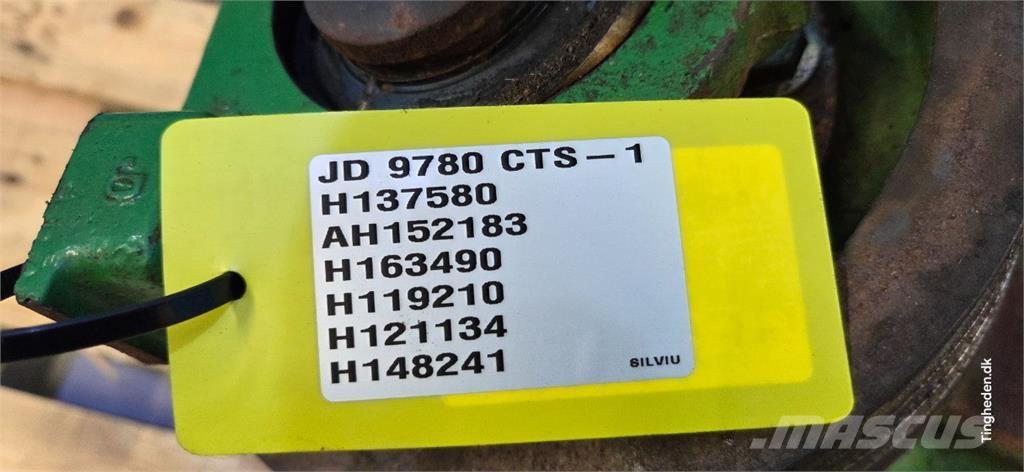 JD 9780 CTS-1
H137580
AH152183
H163490
H119210
H121134
H148241
SILVIU
MASCUS
Tingheden.dk